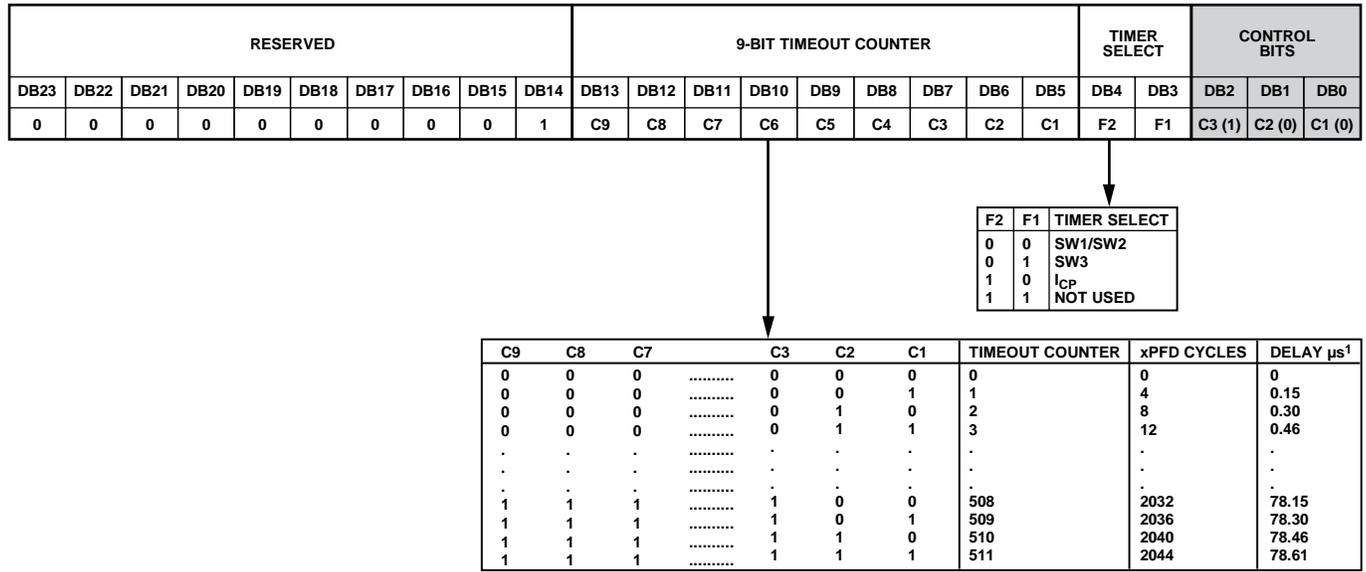 RESERVED 9-BIT TIMEOUT COUNTER TIMER SELECT CONTROL BITS
DB23 DB22 DB21 DB20 DB19 DB18 DB17 DB16 DB15 DB14 DB13 DB12 DB11 DB10 DB9 DB8 DB7 DB6 DB5 DB4 DB3 DB2 DB1 DB0
0 0 0 0 0 0 0 0 0 1 C9 C8 C7 C6 C5 C4 C3 C2 C1 F2 F1 C3 (1) C2 (0) C1 (0)
F2 F1 TIMER SELECT
0 0 SW1/SW2
0 1 SW3
1 0 ICP
1 1 NOT USED
C9 C8 C7 C3 C2 C1 TIMEOUT COUNTER xPFD CYCLES DELAY µs1
0 0 0 .......... 0 0 0 0 0 0
0 0 0 .......... 0 0 1 1 4 0.15
0 0 0 .......... 0 1 0 2 8 0.30
0 0 0 .......... 0 1 1 3 12 0.46
. . . .......... . . . . . .
. . . .......... . . . . . .
. . . .......... . . . . . .
1 1 1 .......... 1 0 0 508 2032 78.15
1 1 1 .......... 1 0 1 509 2036 78.30
1 1 1 .......... 1 1 0 510 2040 78.46
1 1 1 .......... 1 1 1 511 2044 78.61